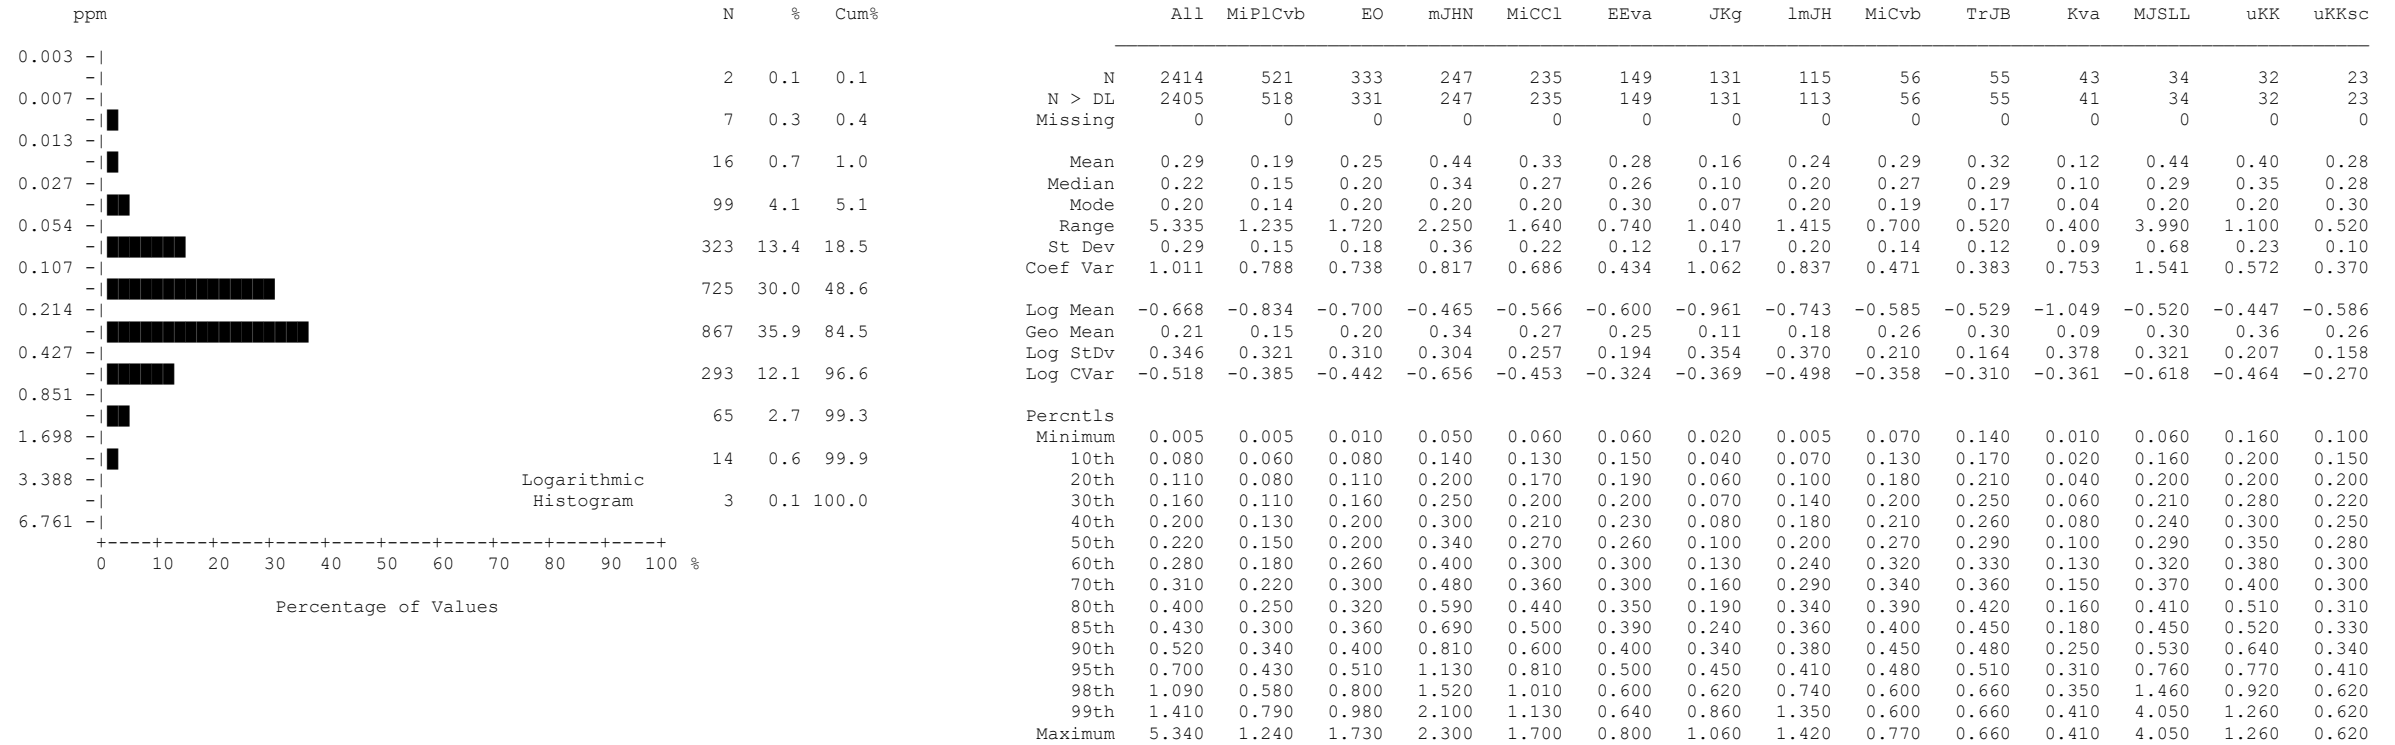 ppm N % Cum% All MiPlCvb EO mJHN MiCCl EEva JKg lmJH MiCvb TrJB Kva MJSLL uKK uKKsc
0.003 -|
-| 2 0.1 0.1 N 2414 521 333 247 235 149 131 115 56 55 43 34 32 23
0.007 -| N > DL 2405 518 331 247 235 149 131 113 56 55 41 34 32 23
-| 7 0.3 0.4 Missing 0 0 0 0 0 0 0 0 0 0 0 0 0 0
0.013 -|
-| 16 0.7 1.0 Mean 0.29 0.19 0.25 0.44 0.33 0.28 0.16 0.24 0.29 0.32 0.12 0.44 0.40 0.28
0.027 -| Median 0.22 0.15 0.20 0.34 0.27 0.26 0.10 0.20 0.27 0.29 0.10 0.29 0.35 0.28
-| 99 4.1 5.1 Mode 0.20 0.14 0.20 0.20 0.20 0.30 0.07 0.20 0.19 0.17 0.04 0.20 0.20 0.30
0.054 -| Range 5.335 1.235 1.720 2.250 1.640 0.740 1.040 1.415 0.700 0.520 0.400 3.990 1.100 0.520
-| 323 13.4 18.5 St Dev 0.29 0.15 0.18 0.36 0.22 0.12 0.17 0.20 0.14 0.12 0.09 0.68 0.23 0.10
0.107 -| Coef Var 1.011 0.788 0.738 0.817 0.686 0.434 1.062 0.837 0.471 0.383 0.753 1.541 0.572 0.370
-| 725 30.0 48.6
0.214 -| Log Mean -0.668 -0.834 -0.700 -0.465 -0.566 -0.600 -0.961 -0.743 -0.585 -0.529 -1.049 -0.520 -0.447 -0.586
-| 867 35.9 84.5 Geo Mean 0.21 0.15 0.20 0.34 0.27 0.25 0.11 0.18 0.26 0.30 0.09 0.30 0.36 0.26
0.427 -| Log StDv 0.346 0.321 0.310 0.304 0.257 0.194 0.354 0.370 0.210 0.164 0.378 0.321 0.207 0.158
-| 293 12.1 96.6 Log CVar -0.518 -0.385 -0.442 -0.656 -0.453 -0.324 -0.369 -0.498 -0.358 -0.310 -0.361 -0.618 -0.464 -0.270
0.851 -|
-| 65 2.7 99.3 Percntls
1.698 -| Minimum 0.005 0.005 0.010 0.050 0.060 0.060 0.020 0.005 0.070 0.140 0.010 0.060 0.160 0.100
-| 14 0.6 99.9 10th 0.080 0.060 0.080 0.140 0.130 0.150 0.040 0.070 0.130 0.170 0.020 0.160 0.200 0.150
3.388 -| Logarithmic 20th 0.110 0.080 0.110 0.200 0.170 0.190 0.060 0.100 0.180 0.210 0.040 0.200 0.200 0.200
-| Histogram 3 0.1 100.0 30th 0.160 0.110 0.160 0.250 0.200 0.200 0.070 0.140 0.200 0.250 0.060 0.210 0.280 0.220
6.761 -| 40th 0.200 0.130 0.200 0.300 0.210 0.230 0.080 0.180 0.210 0.260 0.080 0.240 0.300 0.250
+----+----+----+----+----+----+----+----+----+----+ 50th 0.220 0.150 0.200 0.340 0.270 0.260 0.100 0.200 0.270 0.290 0.100 0.290 0.350 0.280
0 10 20 30 40 50 60 70 80 90 100 % 60th 0.280 0.180 0.260 0.400 0.300 0.300 0.130 0.240 0.320 0.330 0.130 0.320 0.380 0.300
70th 0.310 0.220 0.300 0.480 0.360 0.300 0.160 0.290 0.340 0.360 0.150 0.370 0.400 0.300
Percentage of Values 80th 0.400 0.250 0.320 0.590 0.440 0.350 0.190 0.340 0.390 0.420 0.160 0.410 0.510 0.310
85th 0.430 0.300 0.360 0.690 0.500 0.390 0.240 0.360 0.400 0.450 0.180 0.450 0.520 0.330
90th 0.520 0.340 0.400 0.810 0.600 0.400 0.340 0.380 0.450 0.480 0.250 0.530 0.640 0.340
95th 0.700 0.430 0.510 1.130 0.810 0.500 0.450 0.410 0.480 0.510 0.310 0.760 0.770 0.410
98th 1.090 0.580 0.800 1.520 1.010 0.600 0.620 0.740 0.600 0.660 0.350 1.460 0.920 0.620
99th 1.410 0.790 0.980 2.100 1.130 0.640 0.860 1.350 0.600 0.660 0.410 4.050 1.260 0.620
Maximum 5.340 1.240 1.730 2.300 1.700 0.800 1.060 1.420 0.770 0.660 0.410 4.050 1.260 0.620